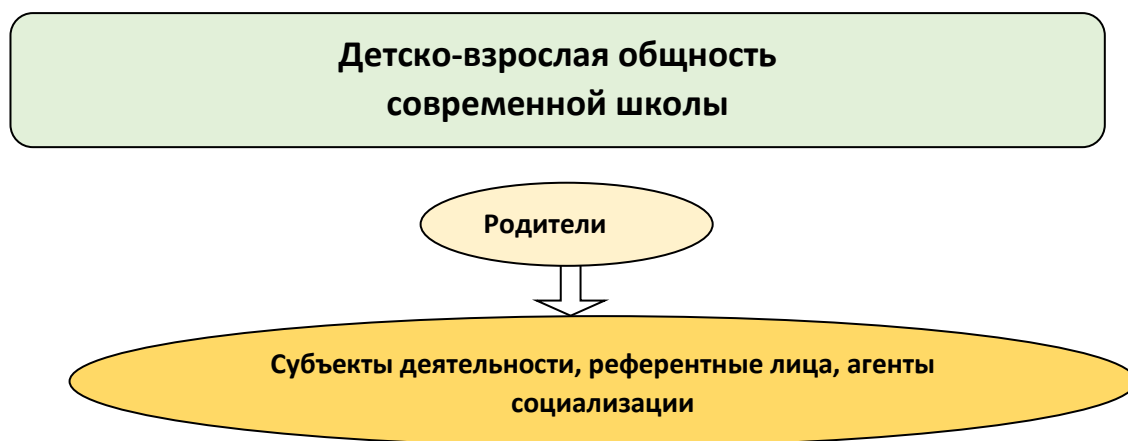 Детско-взрослая общность
современной школы
Родители
Субъекты деятельности, референтные лица, агенты
социализации